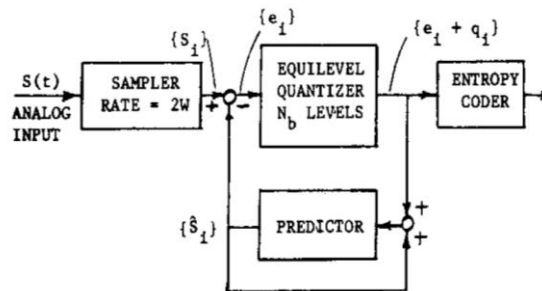 {S_i}
{e_i}
{e_i + q_i}
S(t)
ANALOG
INPUT
SAMPLER
RATE = 2W
+
-
EQUILEVEL
QUANTIZER
N_b LEVELS
ENTROPY
CODER
{Ŝ_i}
PREDICTOR
+
+